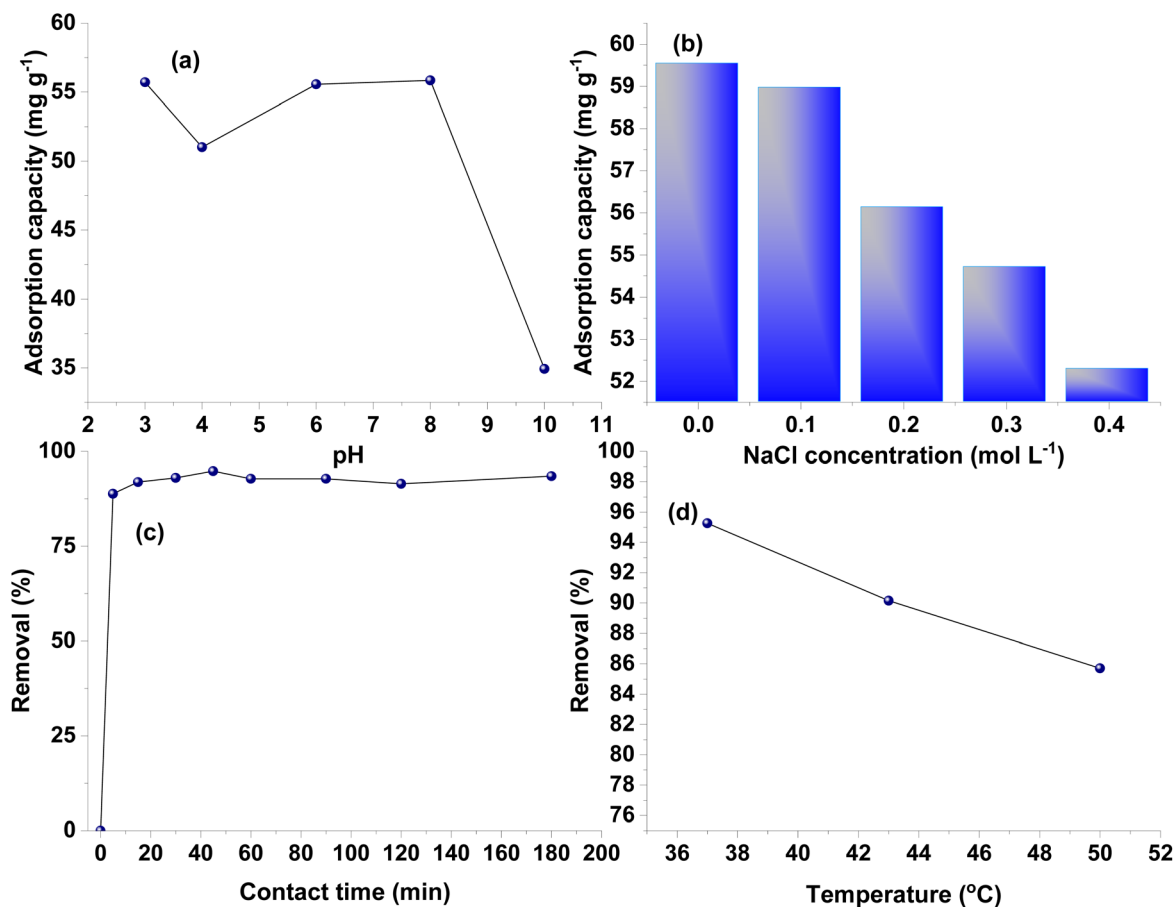 (a)
Adsorption capacity (mg g⁻¹)
60
55
50
45
40
35
2 3 4 5 6 7 8 9 10 11
pH
(b)
Adsorption capacity (mg g⁻¹)
60
59
58
57
56
55
54
53
52
0.0 0.1 0.2 0.3 0.4
NaCl concentration (mol L⁻¹)
(c)
Removal (%)
100
75
50
25
0
0 20 40 60 80 100 120 140 160 180 200
Contact time (min)
(d)
Removal (%)
100
98
96
94
92
90
88
86
84
82
80
78
76
36 38 40 42 44 46 48 50 52
Temperature (°C)